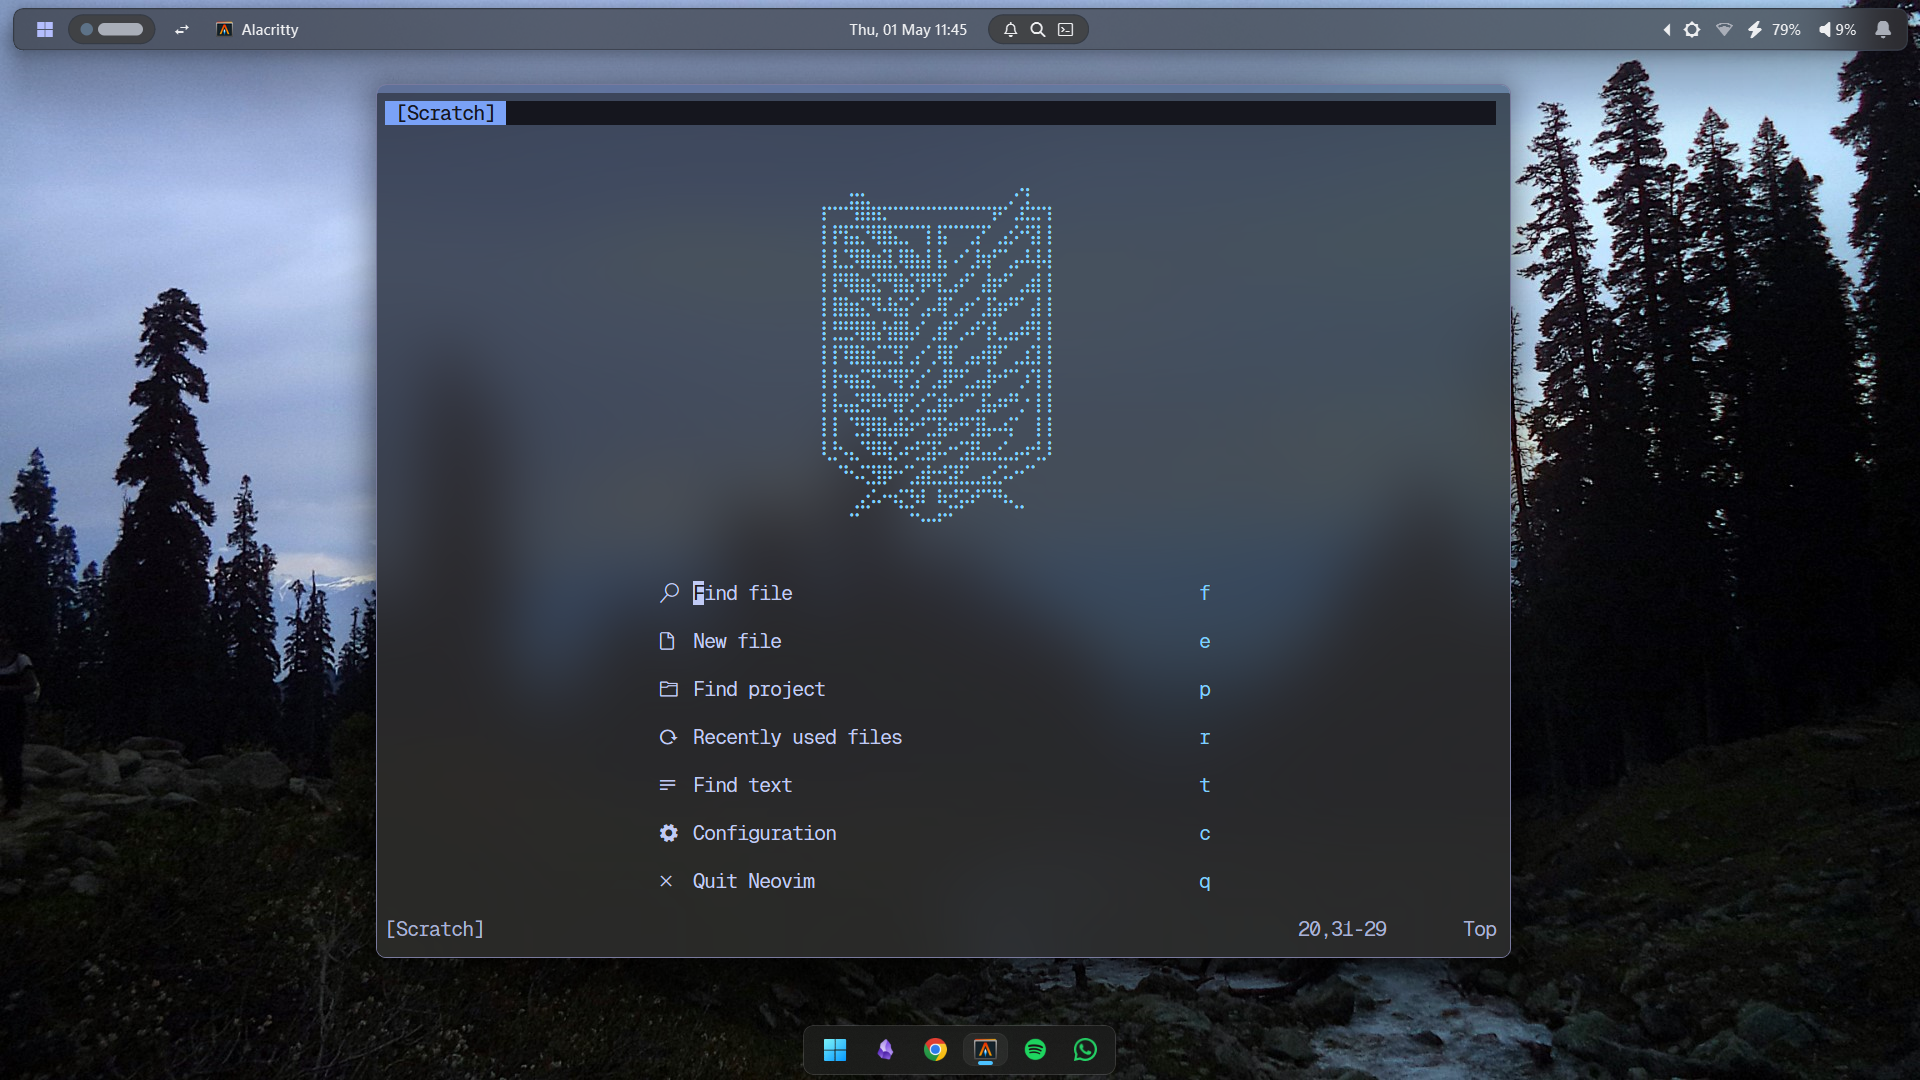 Alacritty
Thu, 01 May 11:45
79%
9%
[Scratch]
Find file f
New file e
Find project p
Recently used files r
Find text t
Configuration c
Quit Neovim q
[Scratch] 20,31-29 Top